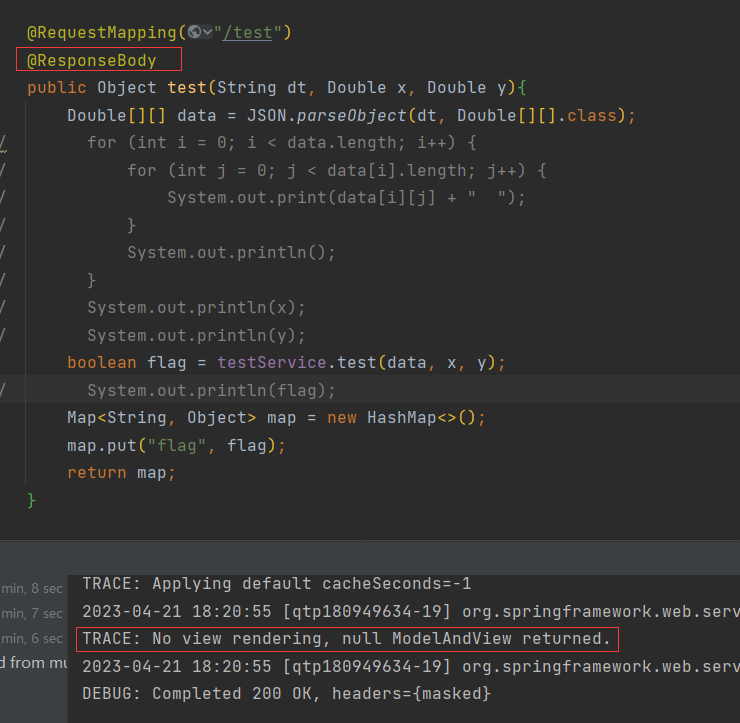 @RequestMapping("/test")
@ResponseBody
public Object test(String dt, Double x, Double y){
Double[][] data = JSON.parseObject(dt, Double[][].class);
/ for (int i = 0; i < data.length; i++) {
/ for (int j = 0; j < data[i].length; j++) {
/ System.out.print(data[i][j] + "  ");
/ }
/ System.out.println();
/ }
/ System.out.println(x);
/ System.out.println(y);
boolean flag = testService.test(data, x, y);
/ System.out.println(flag);
Map<String, Object> map = new HashMap<>();
map.put("flag", flag);
return map;
}
min, 8 sec TRACE: Applying default cacheSeconds=-1
min, 7 sec 2023-04-21 18:20:55 [qtp180949634-19] org.springframework.web.serv
min, 6 sec TRACE: No view rendering, null ModelAndView returned.
d from mu 2023-04-21 18:20:55 [qtp180949634-19] org.springframework.web.serv
DEBUG: Completed 200 OK, headers={masked}